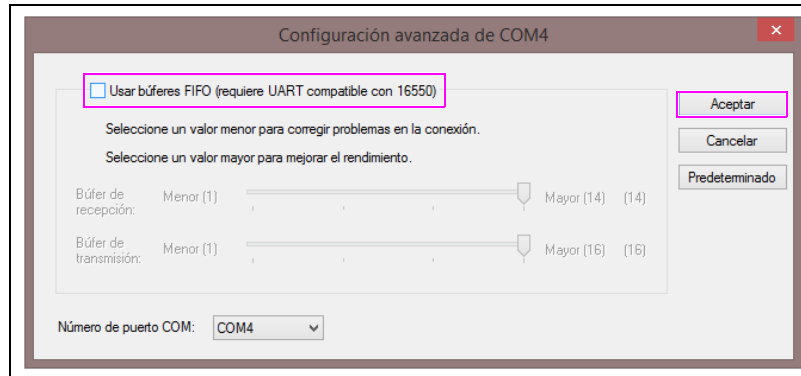 Configuración avanzada de COM4
Usar búferes FIFO (requiere UART compatible con 16550)
Aceptar
Seleccione un valor menor para corregir problemas en la conexión.
Cancelar
Seleccione un valor mayor para mejorar el rendimiento.
Predeterminado
Búfer de recepción: Menor (1) Mayor (14) (14)
Búfer de transmisión: Menor (1) Mayor (16) (16)
Número de puerto COM: COM4